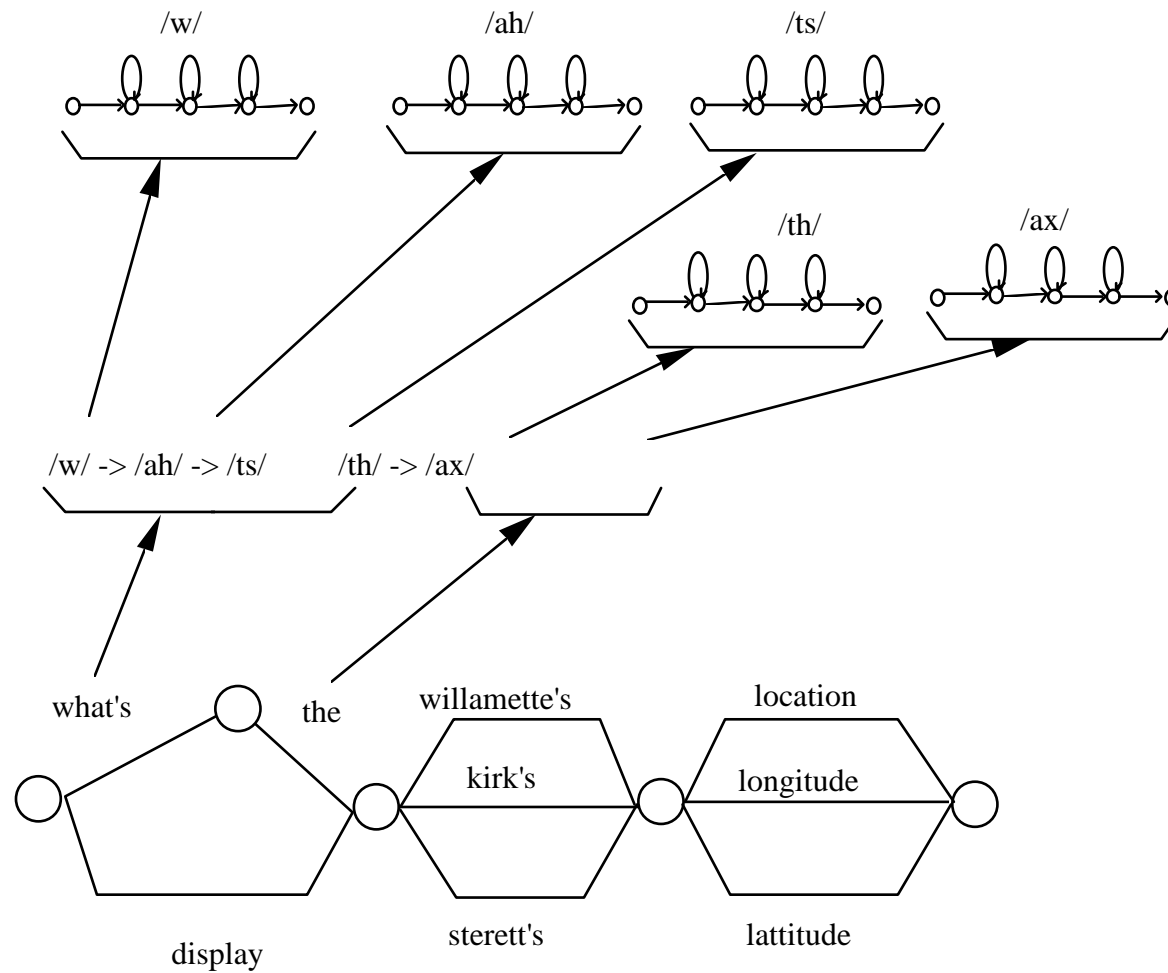 /w/ /ah/ /ts/
/th/ /ax/
/w/ -> /ah/ -> /ts/ /th/ -> /ax/
what's the willamette's location
kirk's longitude
sterett's lattitude
display